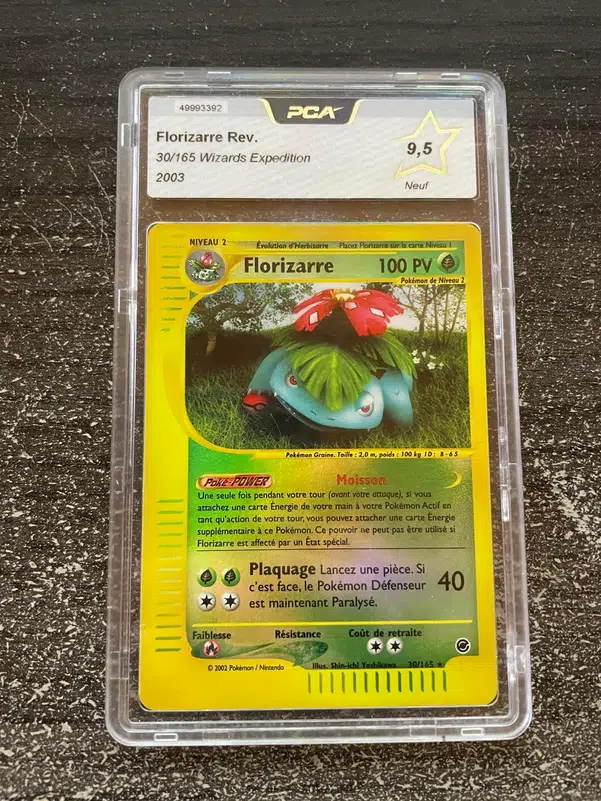 49993392
PCA
Florizarre Rev.
30/165 Wizards Expedition
2003
9,5
Neuf
NIVEAU 2
Évolution d'Herbizarre Placez Florizarre sur la carte Niveau 1
Florizarre 100 PV
Pokémon de Niveau 2
Pokémon Graine. Taille : 2,0 m, poids : 100 kg
POKÉ-POWER Moisson
Une seule fois pendant votre tour (avant votre attaque), si vous
attachez une carte Énergie de votre main à votre Pokémon Actif en
tant qu'action de votre tour, vous pouvez attacher une carte Énergie
supplémentaire à ce Pokémon. Ce pouvoir ne peut pas être utilisé si
Florizarre est affecté par un État spécial.
Plaquage Lancez une pièce. Si
c'est face, le Pokémon Défenseur 40
est maintenant Paralysé.
Faiblesse Résistance Coût de retraite
© 2002 Pokémon / Nintendo Illus. Shin-ichi Yoshikawa 30/165 ★